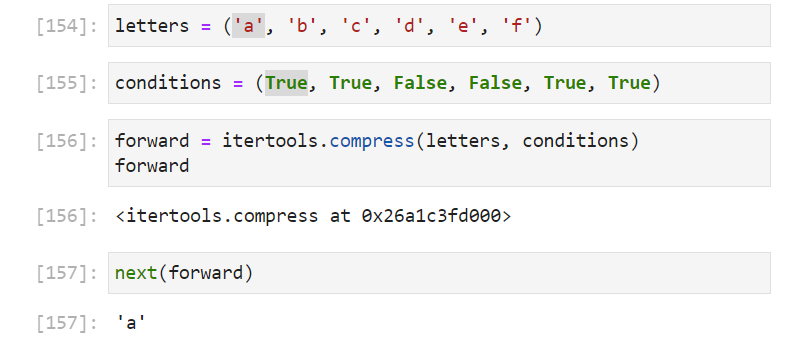 [154]: letters = ('a', 'b', 'c', 'd', 'e', 'f')
[155]: conditions = (True, True, False, False, True, True)
[156]: forward = itertools.compress(letters, conditions)
forward
[156]: <itertools.compress at 0x26a1c3fd000>
[157]: next(forward)
[157]: 'a'